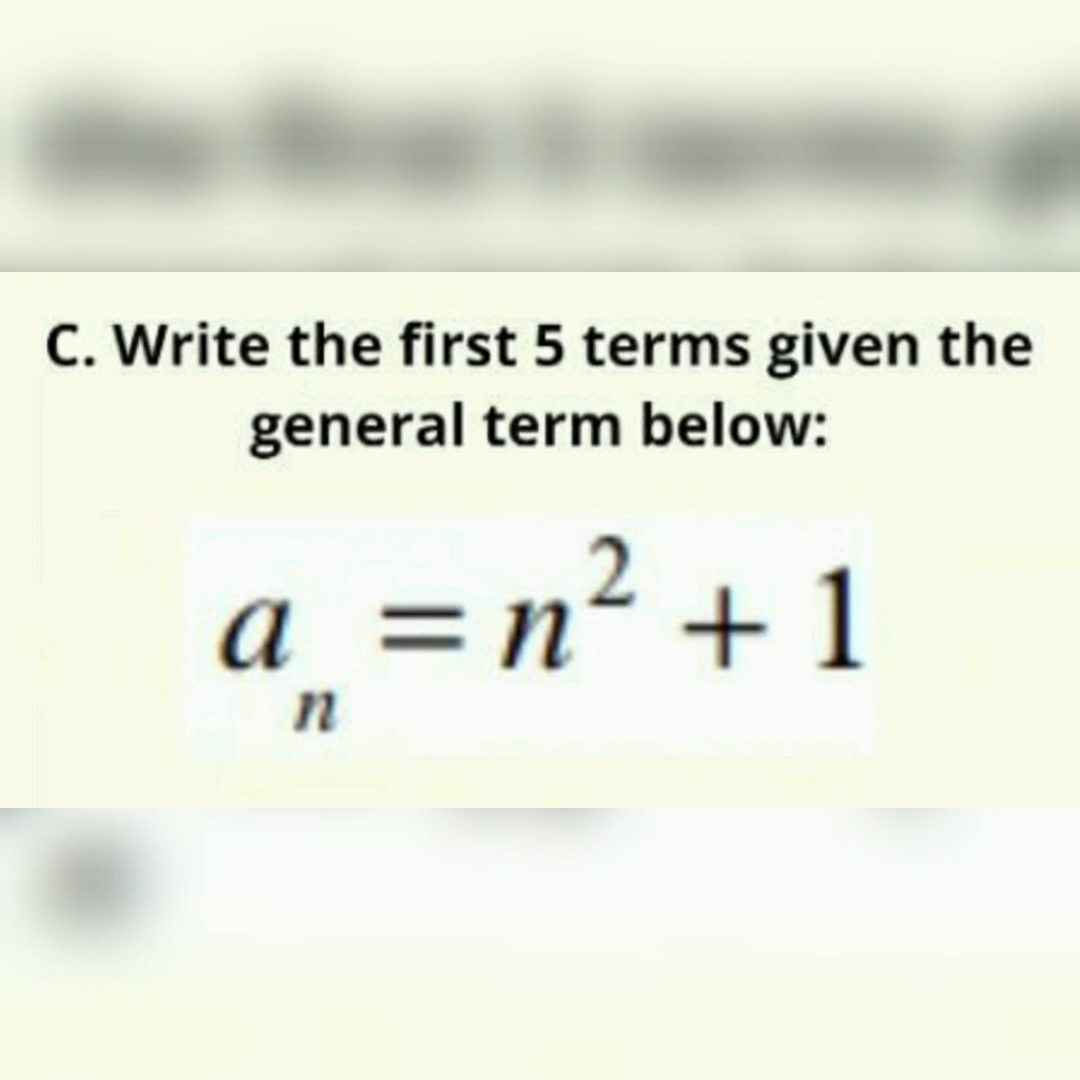 C. Write the first 5 terms given the
general term below:
aₙ = n² + 1